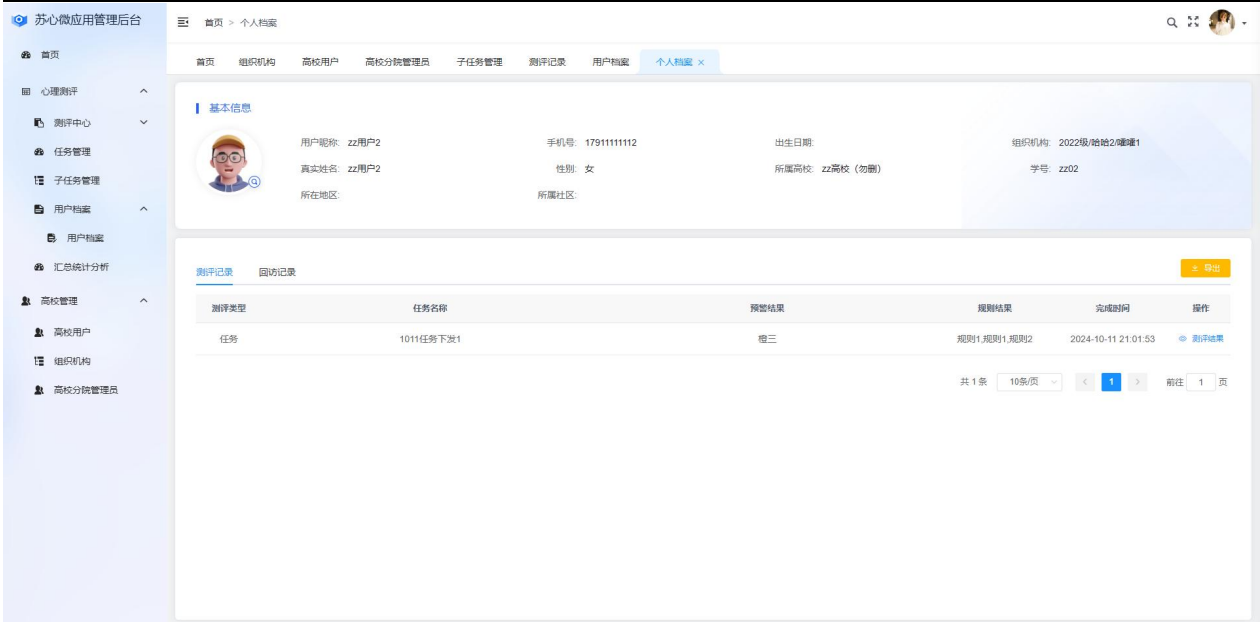 苏心微应用管理后台
首页 > 个人档案
首页 组织机构 高校用户 高校分院管理员 子任务管理 测评记录 用户档案 个人档案 ×
首页
心理测评
测评中心
任务管理
子任务管理
用户档案
用户档案
汇总统计分析
高校管理
高校用户
组织机构
高校分院管理员
基本信息
用户昵称: zz用户2 手机号: 17911111112 出生日期: 组织机构: 2022级/哈哈2/嘻嘻1
真实姓名: zz用户2 性别: 女 所属高校: zz高校（勿删） 学号: zz02
所在地区: 所属社区:
测评记录 回访记录 导出
测评类型 任务名称 预警结果 规则结果 完成时间 操作
任务 1011任务下发1 橙三 规则1,规则1,规则2 2024-10-11 21:01:53 测评结果
共 1 条 10条/页 1 前往 1 页